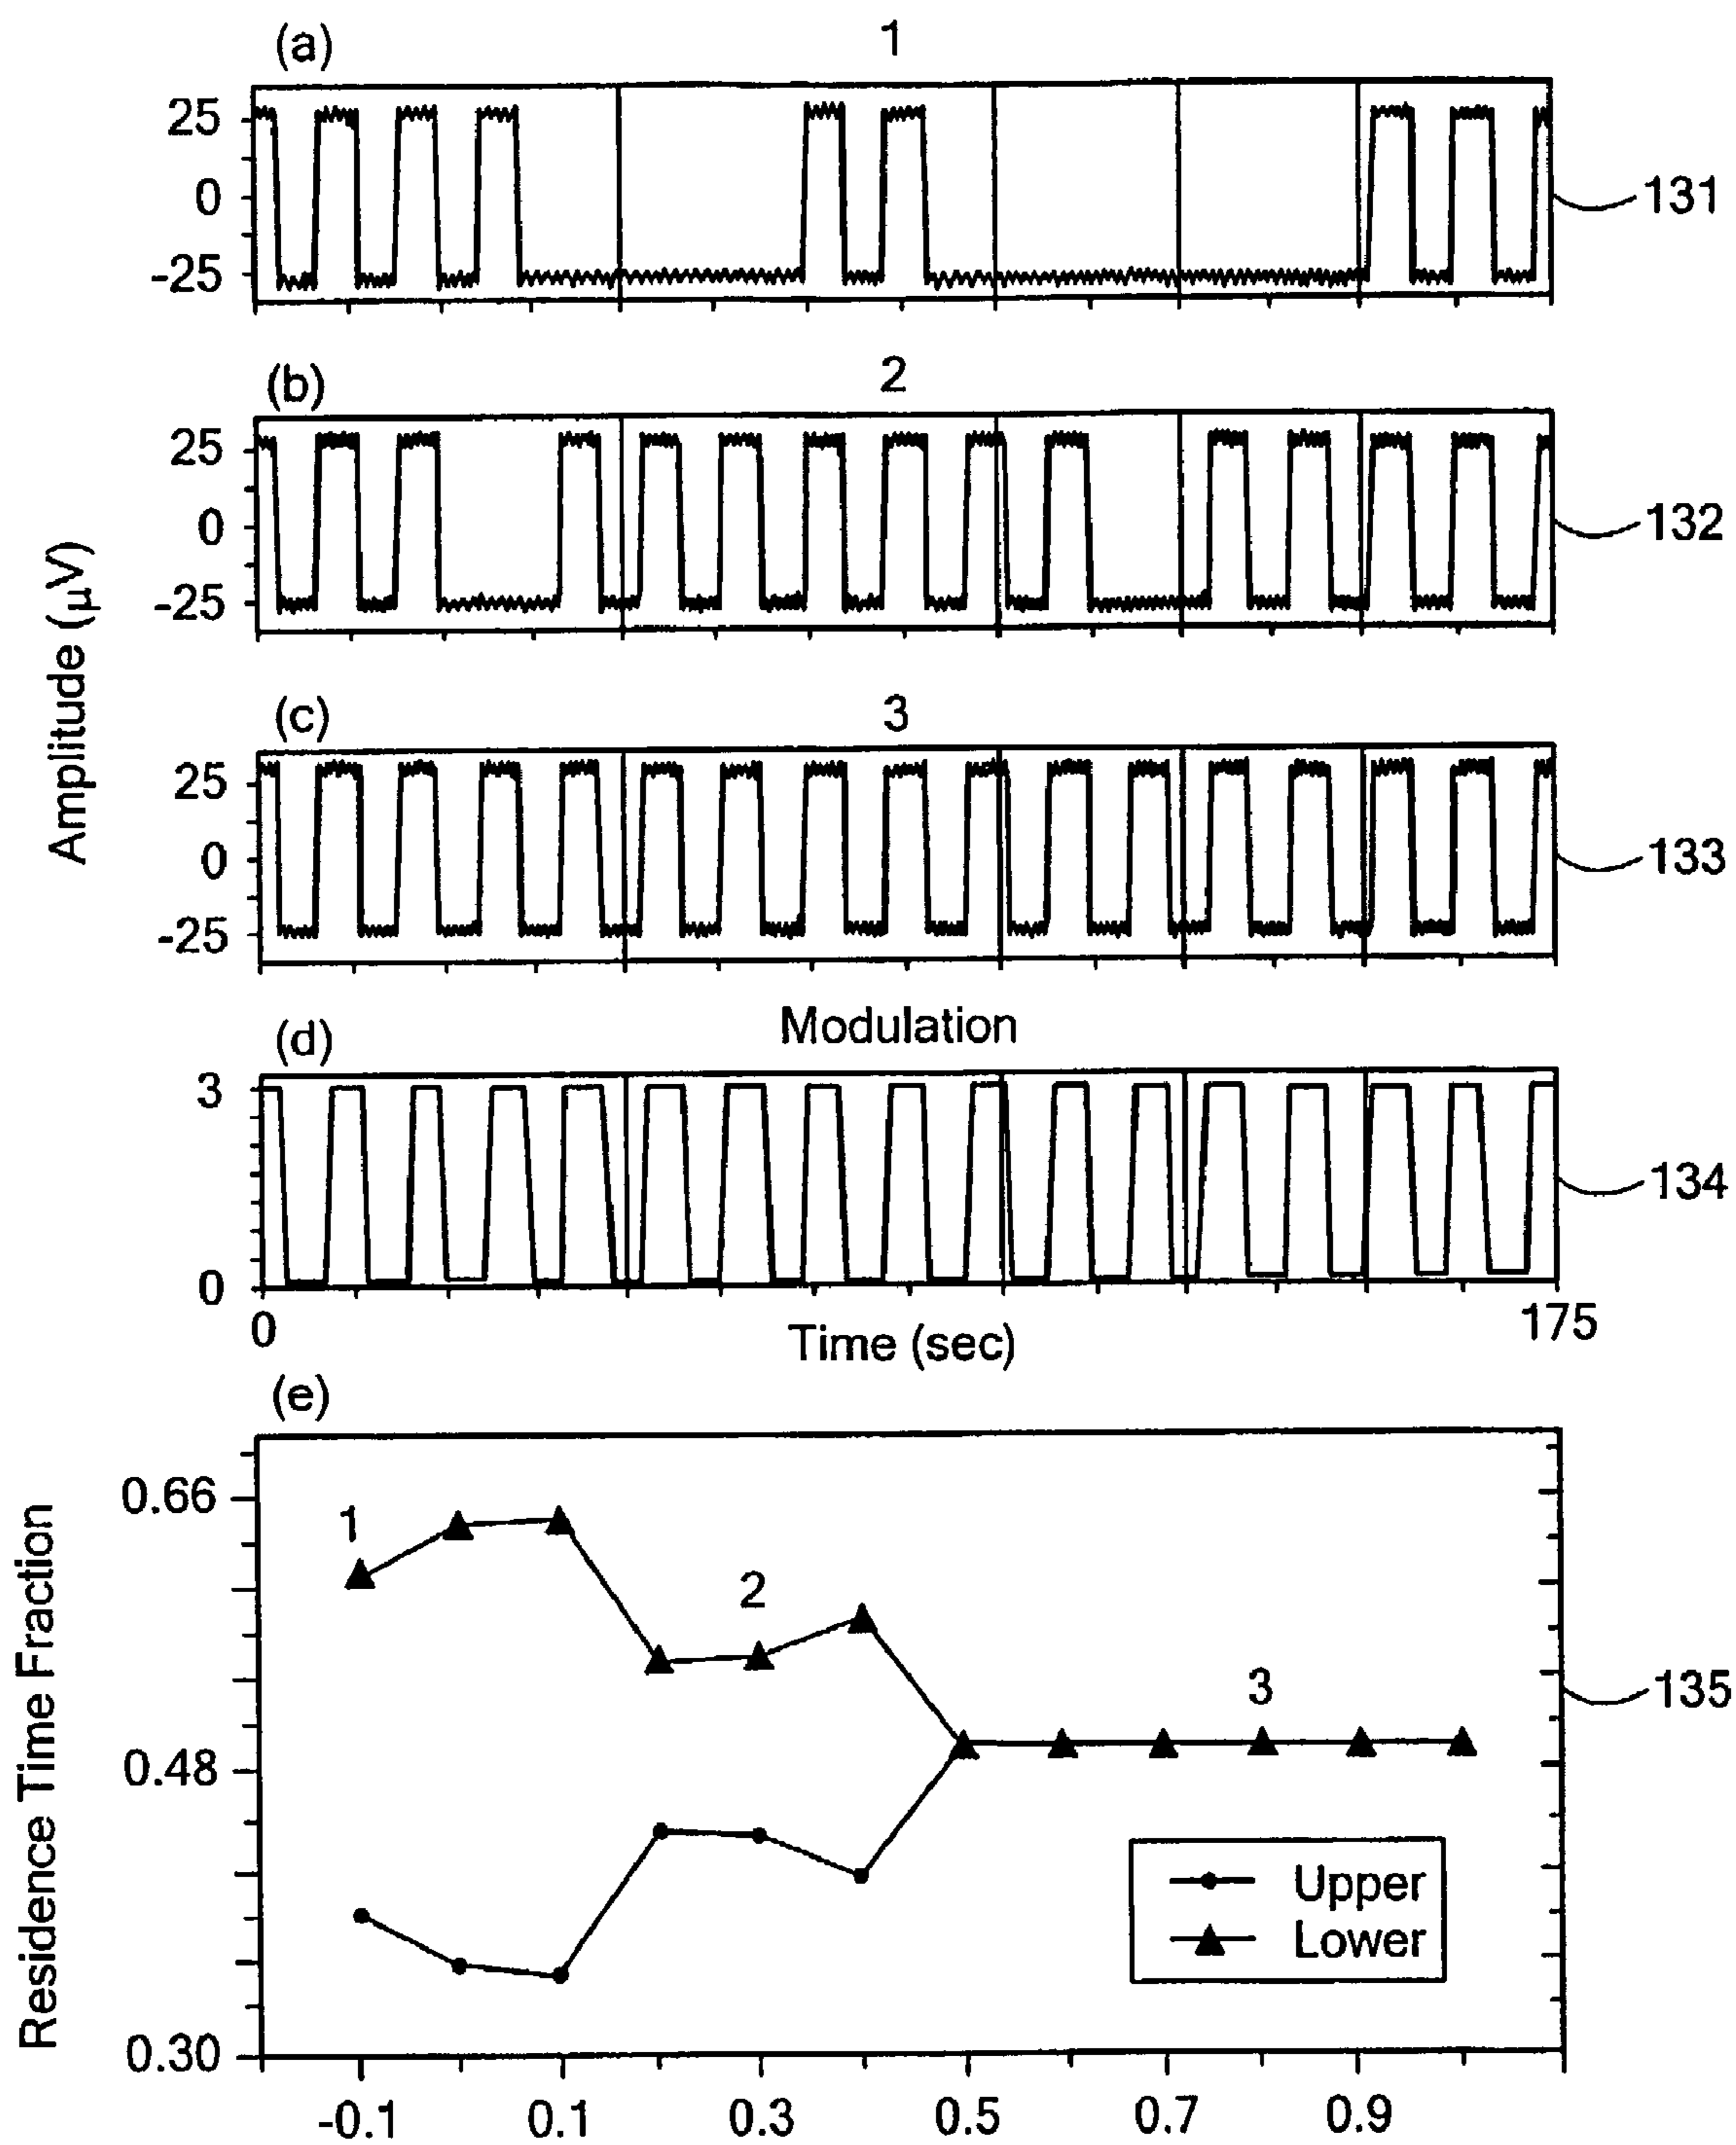 (a)
1
25
0
-25
131
(b)
2
25
0
-25
132
Amplitude (µV)
(c)
3
25
0
-25
133
Modulation
(d)
3
0
134
0
175
Time (sec)
(e)
0.66
0.48
0.30
Residence Time Fraction
1
2
3
135
Upper
Lower
-0.1 0.1 0.3 0.5 0.7 0.9